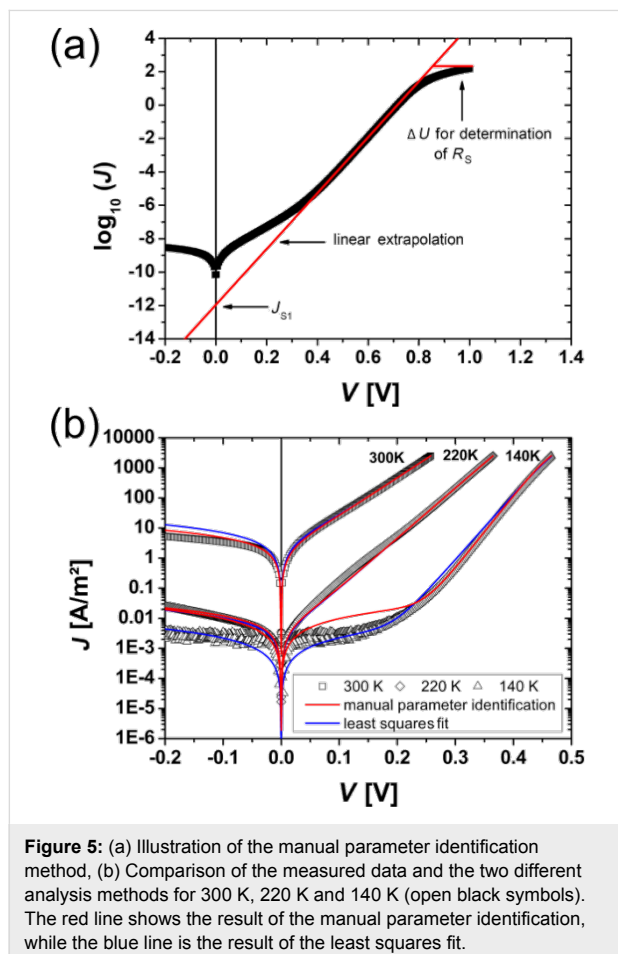 (a)
4
2
0
-2
-4
-6
-8
-10
-12
-14
log₁₀ (J)
ΔU for determination
of R_S
linear extrapolation
J_S1
-0.2 0.0 0.2 0.4 0.6 0.8 1.0 1.2 1.4
V [V]
(b)
10000
1000
100
10
1
0.1
0.01
1E-3
1E-4
1E-5
1E-6
J [A/m²]
300K 220K 140K
300 K 220 K 140 K
manual parameter identification
least squares fit
-0.2 -0.1 0.0 0.1 0.2 0.3 0.4 0.5
V [V]
Figure 5: (a) Illustration of the manual parameter identification
method, (b) Comparison of the measured data and the two different
analysis methods for 300 K, 220 K and 140 K (open black symbols).
The red line shows the result of the manual parameter identification,
while the blue line is the result of the least squares fit.